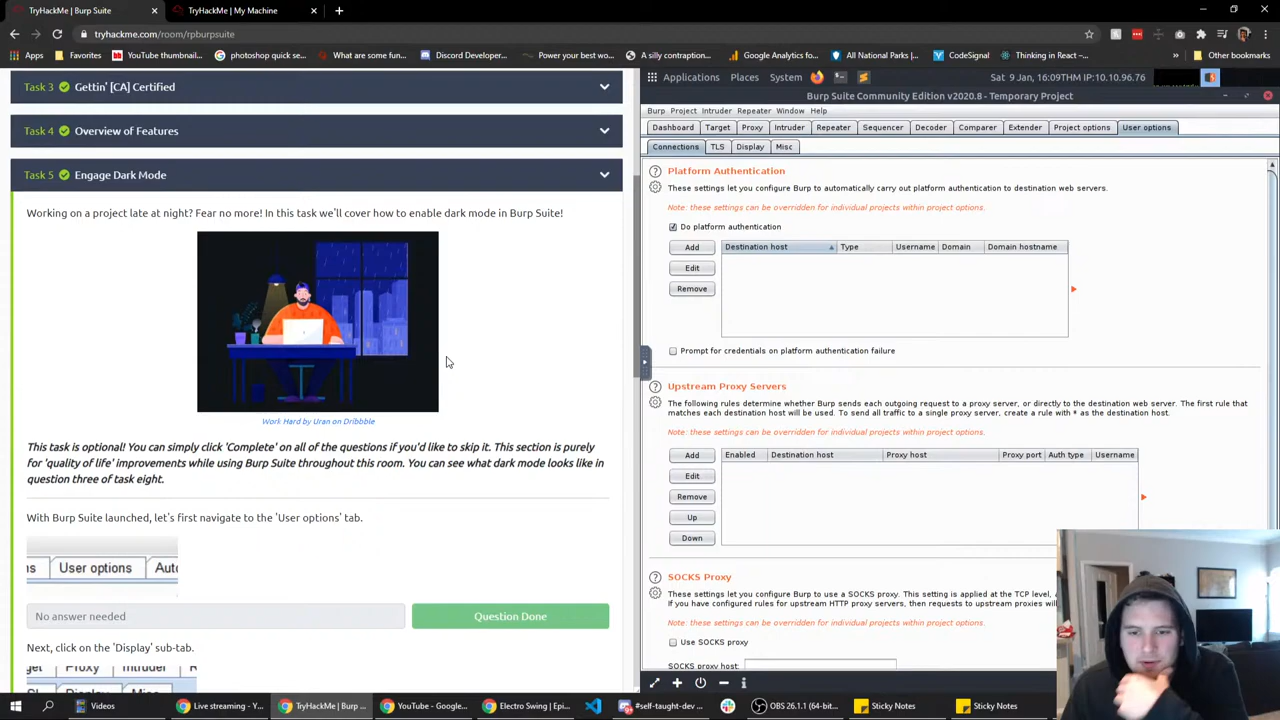 TryHackMe | Burp Suite
TryHackMe | My Machine
tryhackme.com/room/rpburpsuite
Apps
Favorites
YouTube thumbnail...
photoshop quick se...
What are some fun...
Discord Developer...
Power your best wo...
A silly contraption...
Google Analytics fo...
All National Parks |...
CodeSignal
Thinking in React –...
Other bookmarks
Task 3 Gettin' [CA] Certified
Task 4 Overview of Features
Task 5 Engage Dark Mode
Working on a project late at night? Fear no more! In this task we'll cover how to enable dark mode in Burp Suite!
Work Hard by Uran on Dribbble
This task is optional! You can simply click 'Complete' on all of the questions if you'd like to skip it. This section is purely
for 'quality of life' improvements while using Burp Suite throughout this room. You can see what dark mode looks like in
question three of task eight.
With Burp Suite launched, let's first navigate to the 'User options' tab.
ns User options Aut
No answer needed
Question Done
Next, click on the 'Display' sub-tab.
get Proxy Intruder R
Display Misc
Applications Places System
Sat 9 Jan, 16:09 THM IP:10.10.96.76
Burp Suite Community Edition v2020.8 - Temporary Project
Burp Project Intruder Repeater Window Help
Dashboard Target Proxy Intruder Repeater Sequencer Decoder Comparer Extender Project options User options
Connections TLS Display Misc
Platform Authentication
These settings let you configure Burp to automatically carry out platform authentication to destination web servers.
Note: these settings can be overridden for individual projects within project options.
Do platform authentication
Add
Edit
Remove
Destination host Type Username Domain Domain hostname
Prompt for credentials on platform authentication failure
Upstream Proxy Servers
The following rules determine whether Burp sends each outgoing request to a proxy server, or directly to the destination web server. The first rule that
matches each destination host will be used. To send all traffic to a single proxy server, create a rule with * as the destination host.
Note: these settings can be overridden for individual projects within project options.
Add
Edit
Remove
Up
Down
Enabled Destination host Proxy host Proxy port Auth type Username
SOCKS Proxy
These settings let you configure Burp to use a SOCKS proxy. This setting is applied at the TCP level, a
If you have configured rules for upstream HTTP proxy servers, then requests to upstream proxies wil
Note: these settings can be overridden for individual projects within project options.
Use SOCKS proxy
SOCKS proxy host:
Videos
Live streaming - Y...
TryHackMe | Burp ...
YouTube - Google...
Electro Swing | Epi...
#self-taught-dev ...
OBS 26.1.1 (64-bit...
Sticky Notes
Sticky Notes